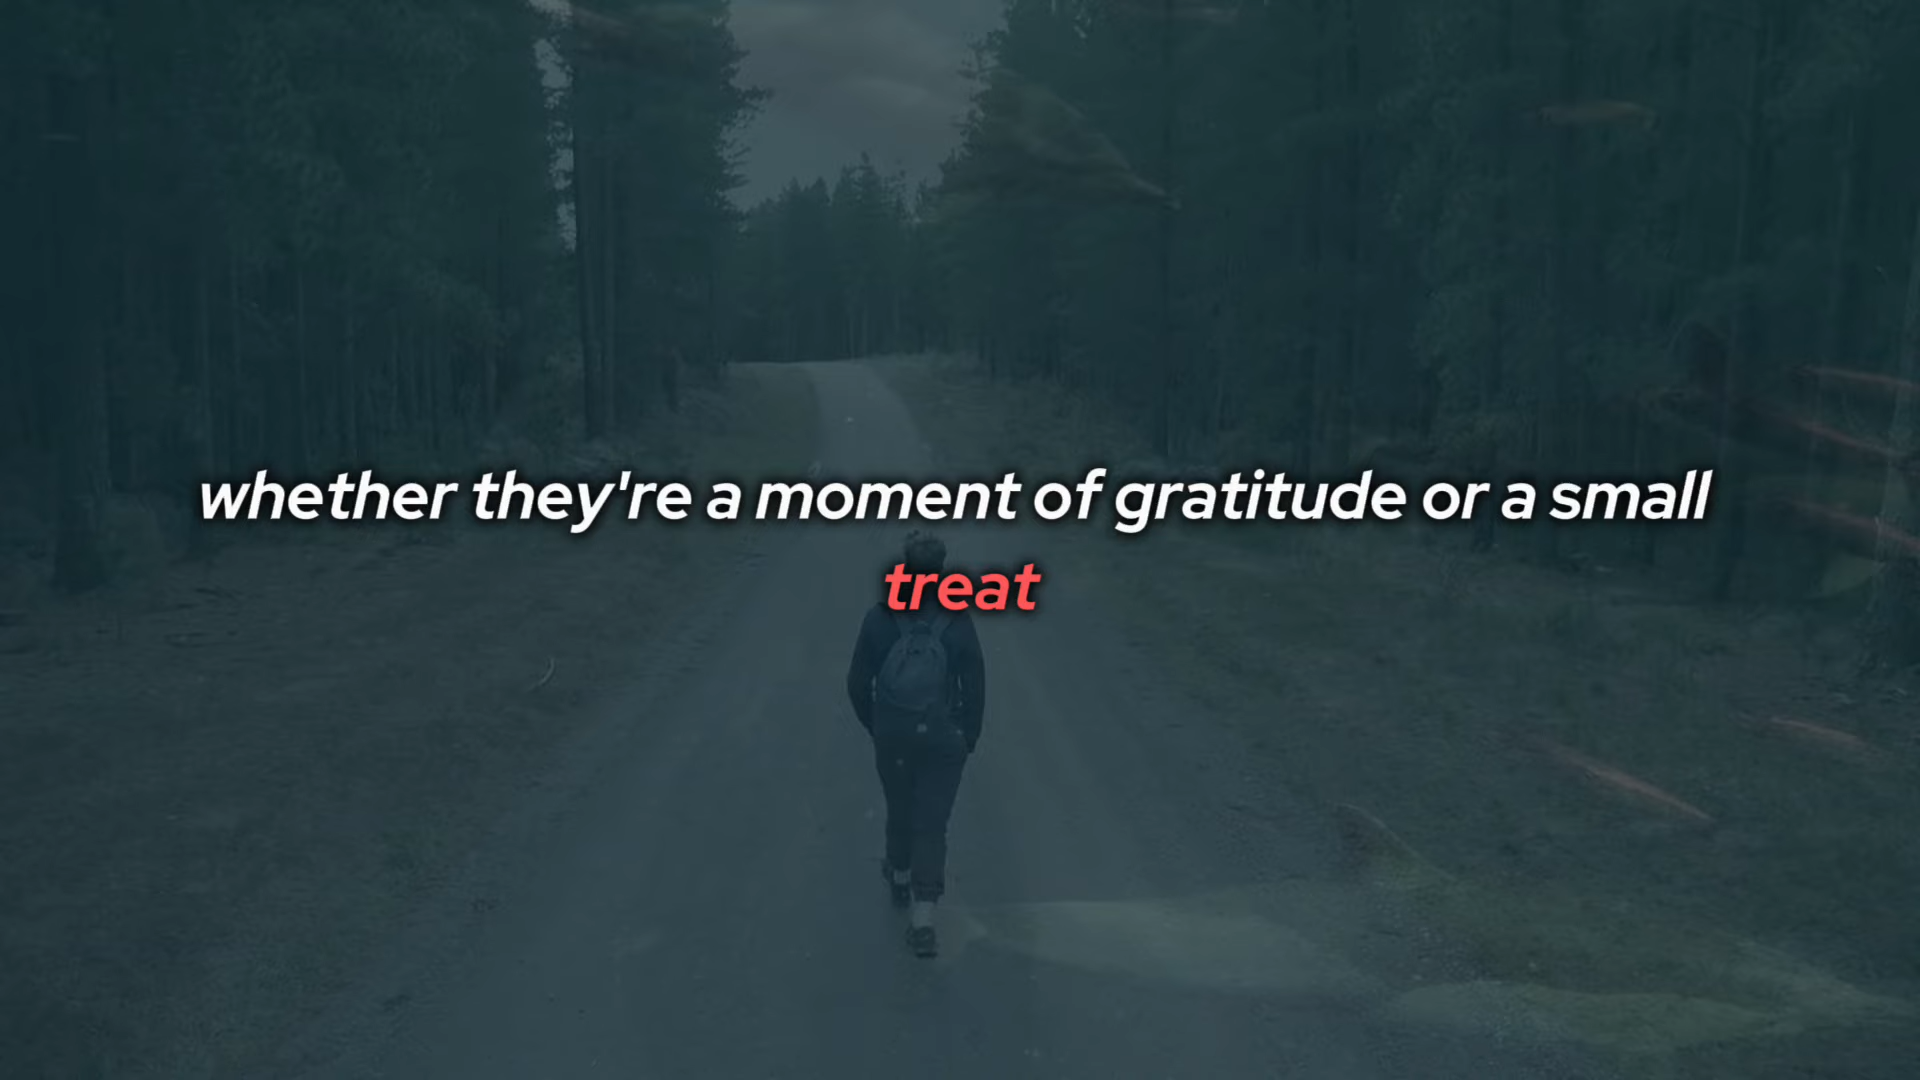 whether they're a moment of gratitude or a small
treat